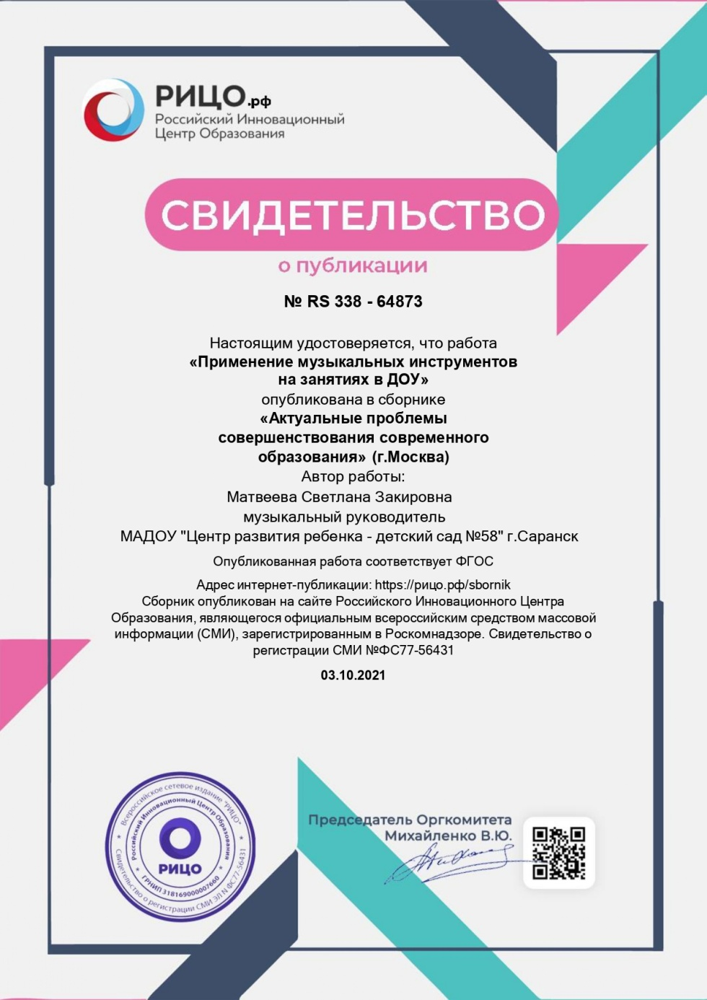 РИЦО.рф
Российский Инновационный
Центр Образования
СВИДЕТЕЛЬСТВО
о публикации
№ RS 338 - 64873
Настоящим удостоверяется, что работа
«Применение музыкальных инструментов
на занятиях в ДОУ»
опубликована в сборнике
«Актуальные проблемы
совершенствования современного
образования» (г.Москва)
Автор работы:
Матвеева Светлана Закировна
музыкальный руководитель
МАДОУ "Центр развития ребенка - детский сад №58" г.Саранск
Опубликованная работа соответствует ФГОС
Адрес интернет-публикации: https://рицо.рф/sbornik
Сборник опубликован на сайте Российского Инновационного Центра
Образования, являющегося официальным всероссийским средством массовой
информации (СМИ), зарегистрированным в Роскомнадзоре. Свидетельство о
регистрации СМИ №ФС77-56431
03.10.2021
Всероссийское сетевое издание "РИЦО"
Российский Инновационный Центр Образования
РИЦО
ГРНИП 318169000007660
Свидетельство о регистрации СМИ ЭЛ N ФС77-56431
Председатель Оргкомитета
Михайленко В.Ю.